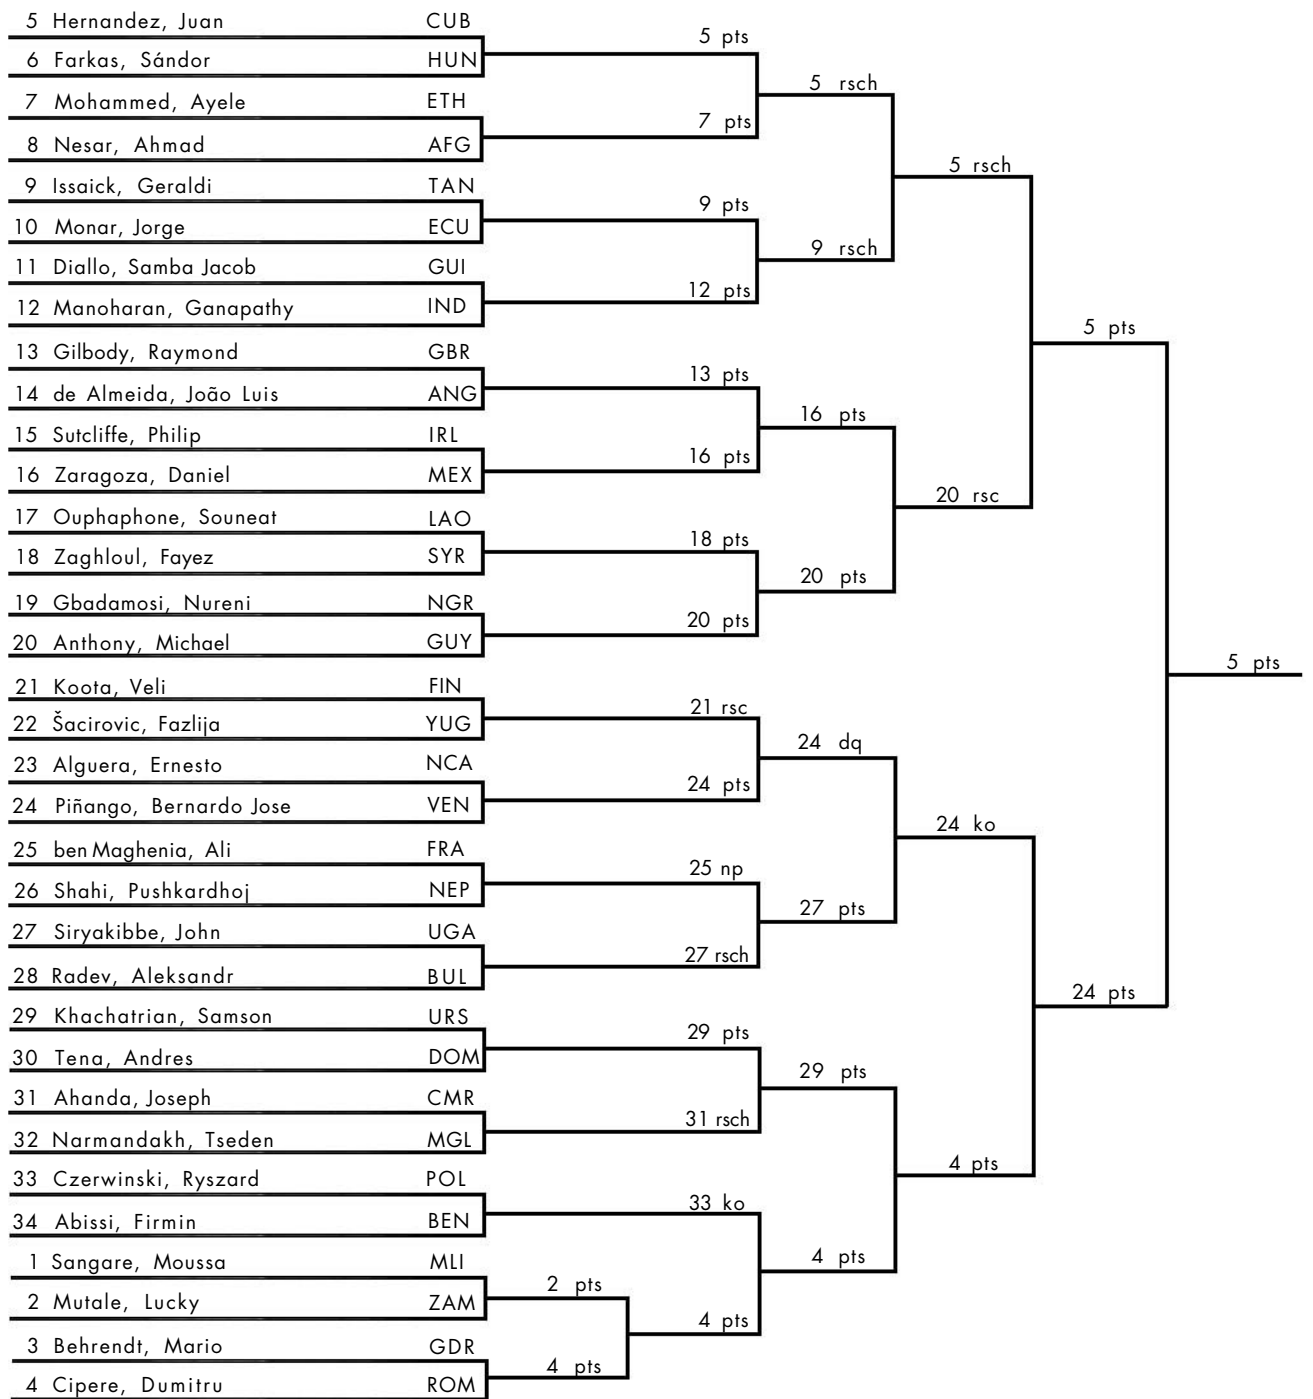 5 Hernandez, Juan CUB
5 pts
6 Farkas, Sándor HUN
5 rsch
7 Mohammed, Ayele ETH
7 pts
8 Nesar, Ahmad AFG
5 rsch
9 Issaick, Geraldi TAN
9 pts
10 Monar, Jorge ECU
9 rsch
11 Diallo, Samba Jacob GUI
12 pts
12 Manoharan, Ganapathy IND
5 pts
13 Gilbody, Raymond GBR
13 pts
14 de Almeida, João Luis ANG
16 pts
15 Sutcliffe, Philip IRL
16 pts
16 Zaragoza, Daniel MEX
20 rsc
17 Ouphaphone, Souneat LAO
18 pts
18 Zaghloul, Fayez SYR
20 pts
19 Gbadamosi, Nureni NGR
20 pts
20 Anthony, Michael GUY
5 pts
21 Koota, Veli FIN
21 rsc
22 Šacirovic, Fazlija YUG
24 dq
23 Alguera, Ernesto NCA
24 pts
24 Piñango, Bernardo Jose VEN
24 ko
25 ben Maghenia, Ali FRA
25 np
26 Shahi, Pushkardhoj NEP
27 pts
27 Siryakibbe, John UGA
27 rsch
28 Radev, Aleksandr BUL
24 pts
29 Khachatrian, Samson URS
29 pts
30 Tena, Andres DOM
29 pts
31 Ahanda, Joseph CMR
31 rsch
32 Narmandakh, Tseden MGL
4 pts
33 Czerwinski, Ryszard POL
33 ko
34 Abissi, Firmin BEN
4 pts
1 Sangare, Moussa MLI
2 pts
2 Mutale, Lucky ZAM
4 pts
3 Behrendt, Mario GDR
4 pts
4 Cipere, Dumitru ROM